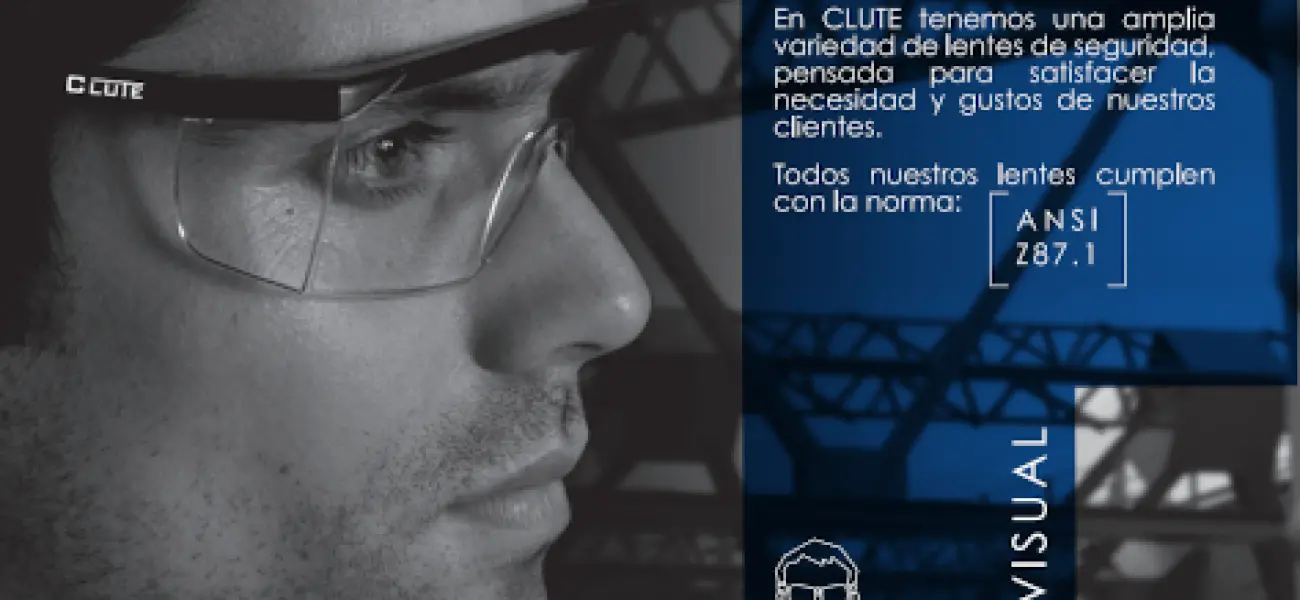 CLUTE
En CLUTE tenemos una amplia
variedad de lentes de seguridad,
pensada para satisfacer la
necesidad y gustos de nuestros
clientes.
Todos nuestros lentes cumplen
con la norma:
ANSI
Z87.1
VISUAL